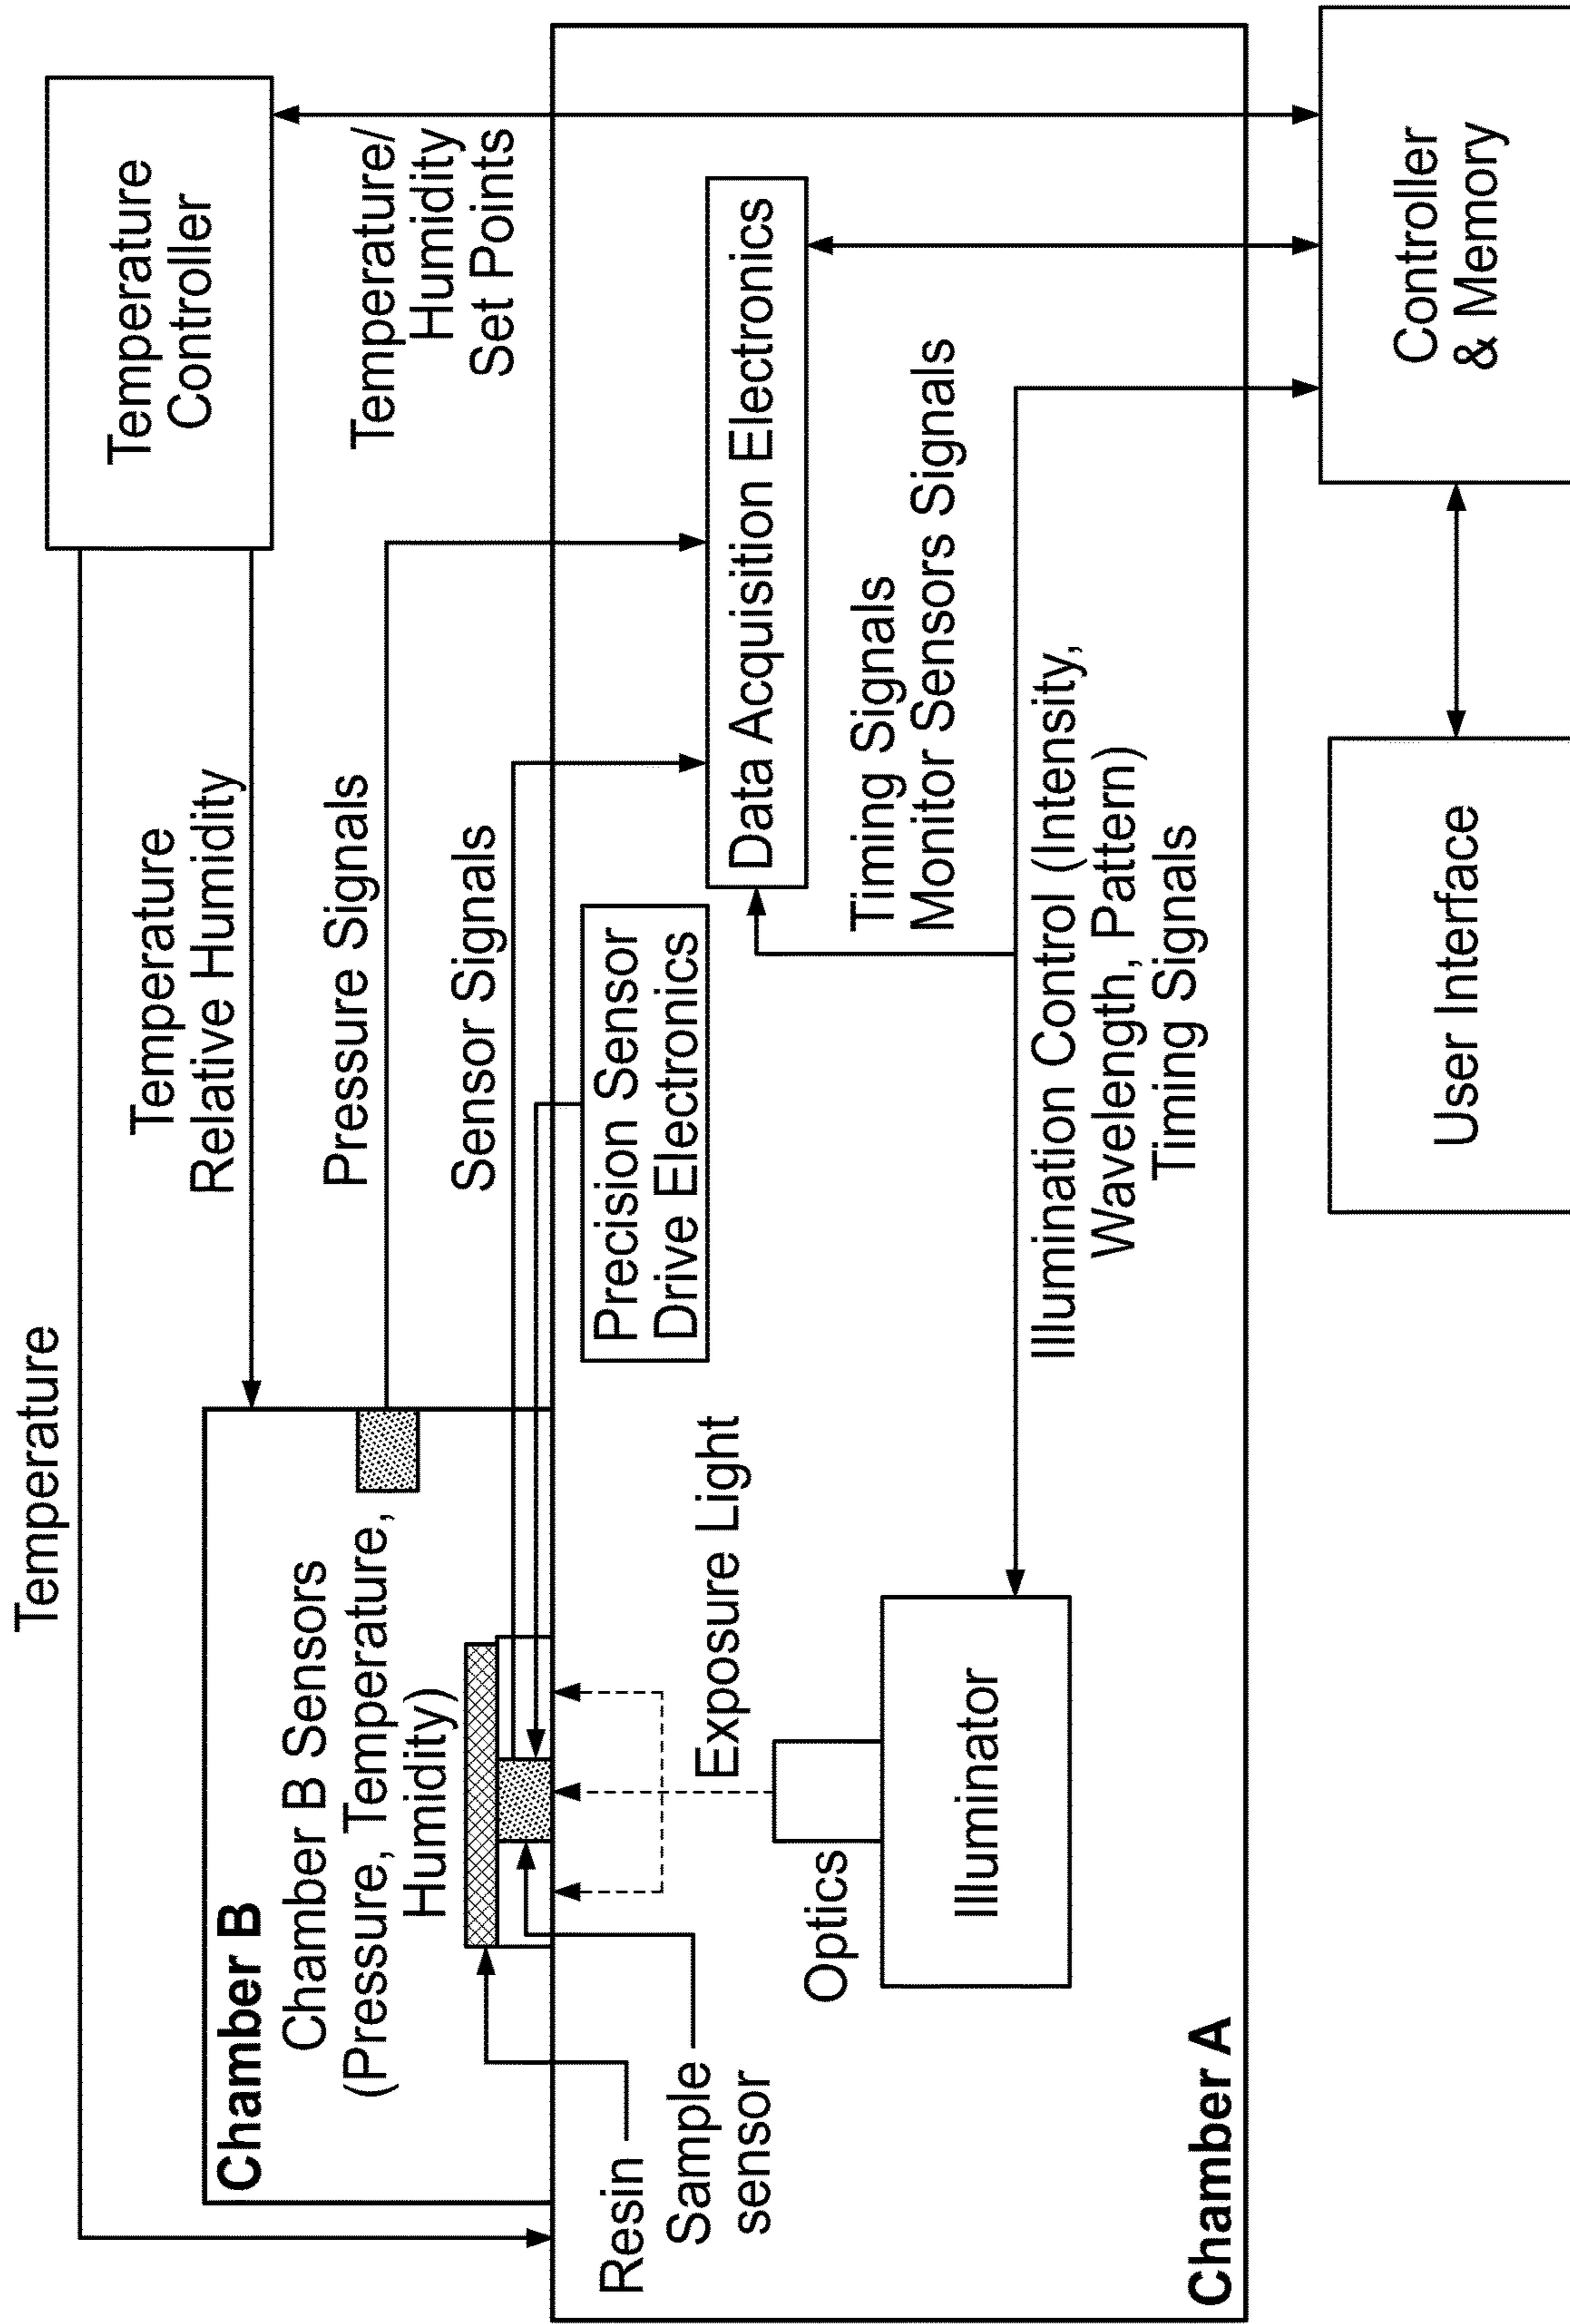 Temperature
Temperature
Controller
Temperature
Relative Humidity
Temperature/
Humidity
Set Points
Chamber B
Chamber B Sensors
(Pressure, Temperature,
Humidity)
Pressure Signals
Sensor Signals
Resin
Sample
sensor
Precision Sensor
Drive Electronics
Data Acquisition Electronics
Exposure Light
Optics
Illuminator
Timing Signals
Monitor Sensors Signals
Illumination Control (Intensity,
Wavelength, Pattern)
Timing Signals
Chamber A
User Interface
Controller
& Memory